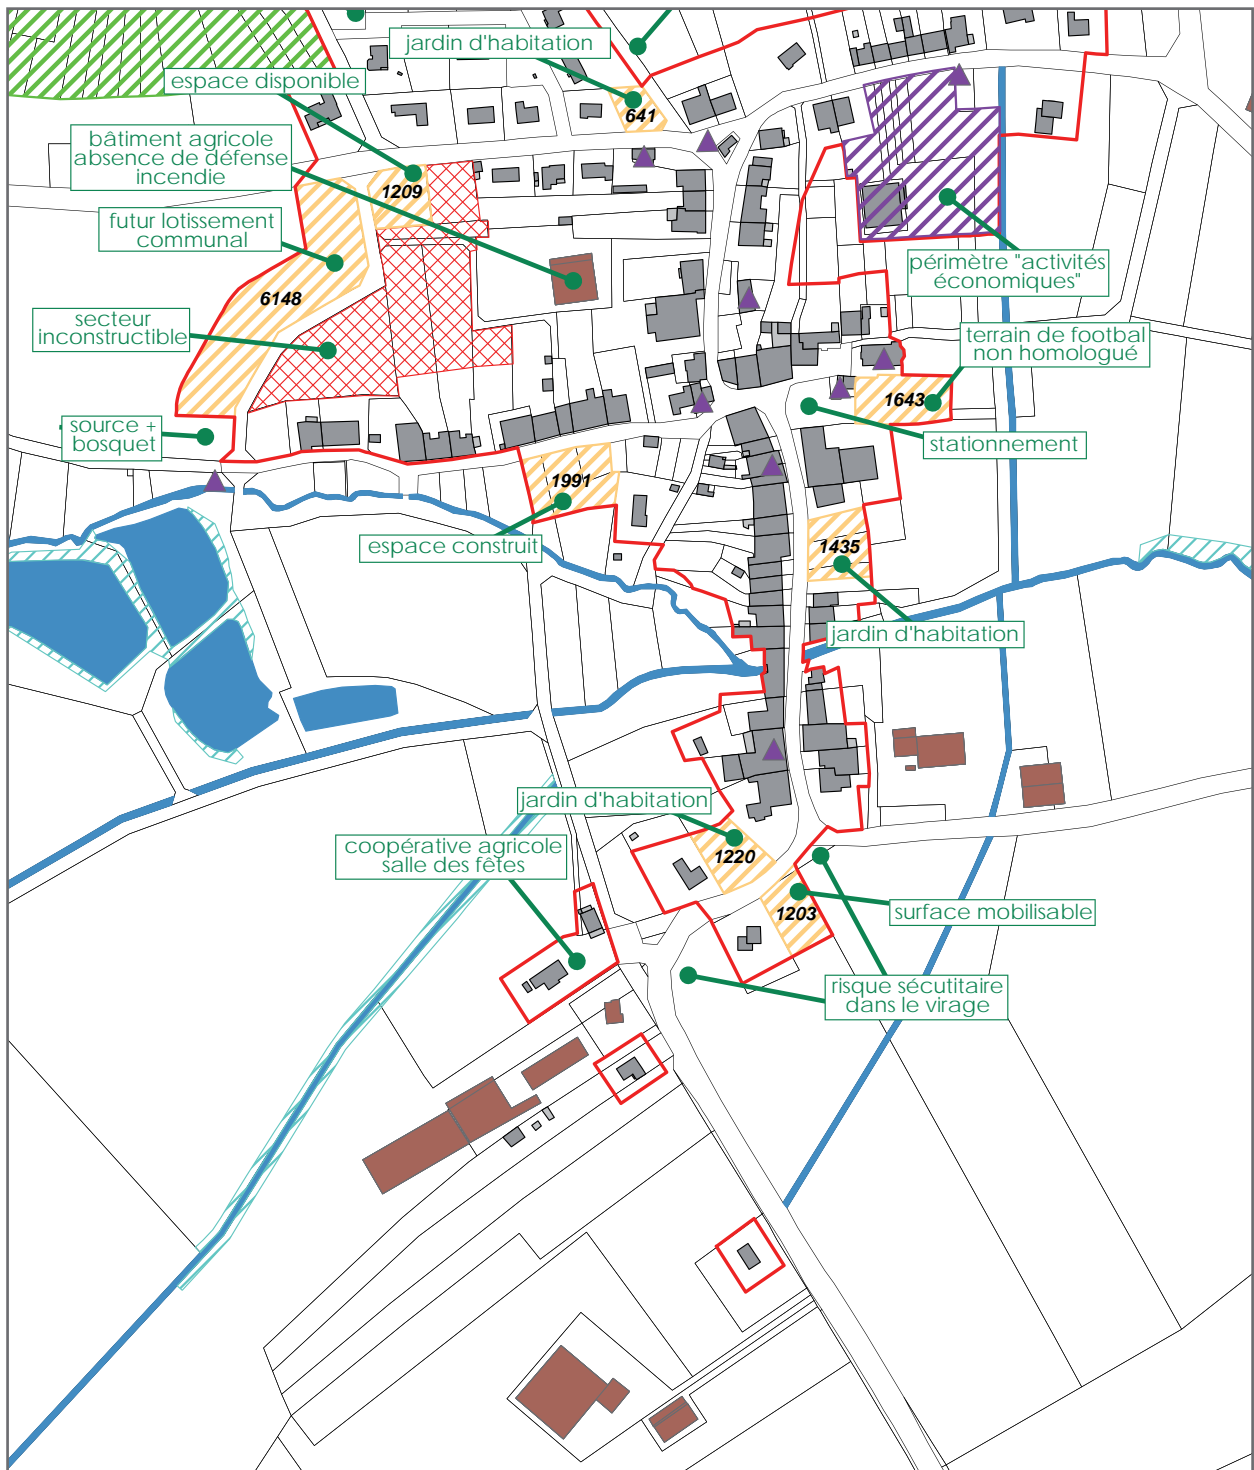 jardin d'habitation
espace disponible
641
bâtiment agricole
absence de défense
incendie
1209
futur lotissement
communal
périmètre "activités
économiques"
6148
secteur
inconstructible
terrain de footbal
non homologué
1643
source +
bosquet
stationnement
1991
espace construit
1435
jardin d'habitation
jardin d'habitation
coopérative agricole
salle des fêtes
1220
1203
surface mobilisable
risque sécutitaire
dans le virage